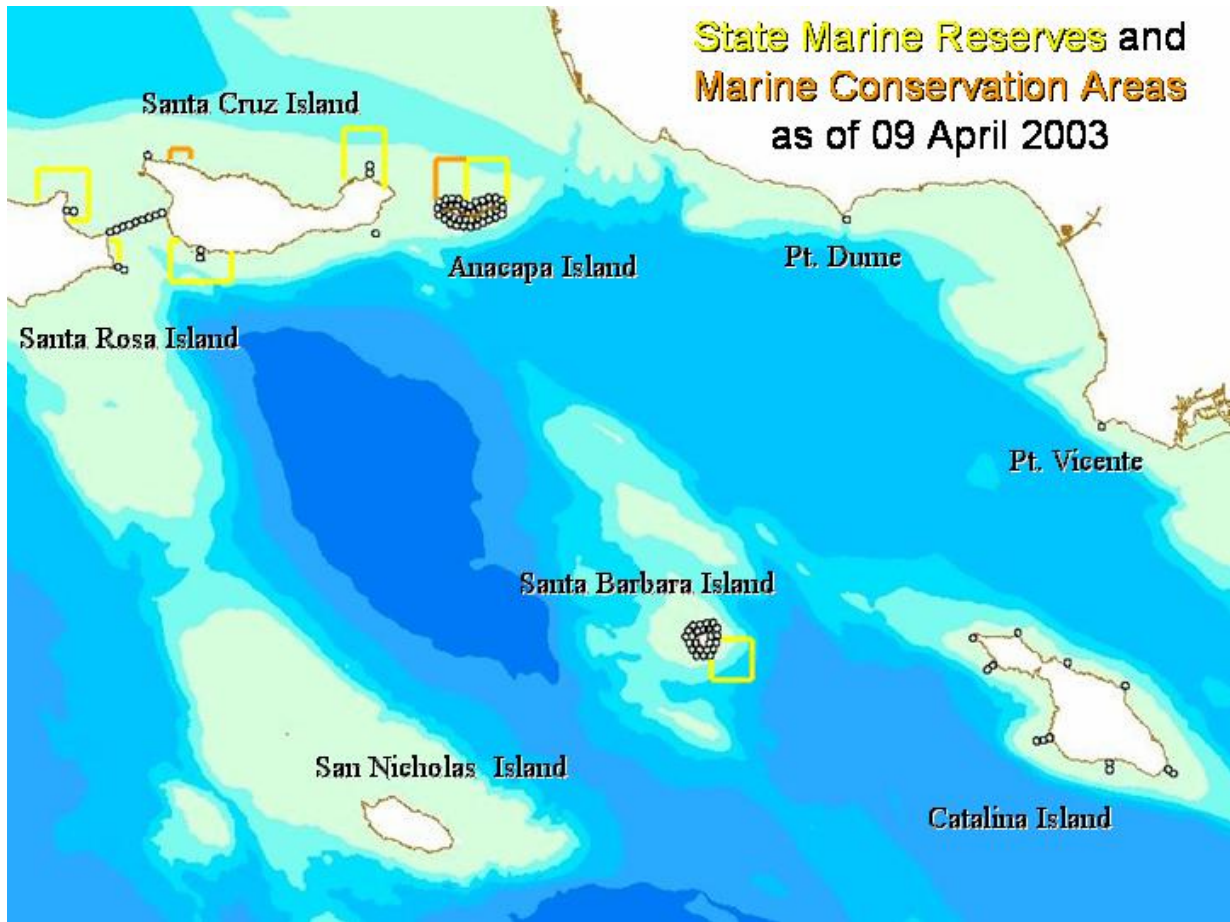 State Marine Reserves and
Marine Conservation Areas
as of 09 April 2003
Santa Cruz Island
Anacapa Island
Pt. Dume
Santa Rosa Island
Pt. Vicente
Santa Barbara Island
San Nicholas Island
Catalina Island